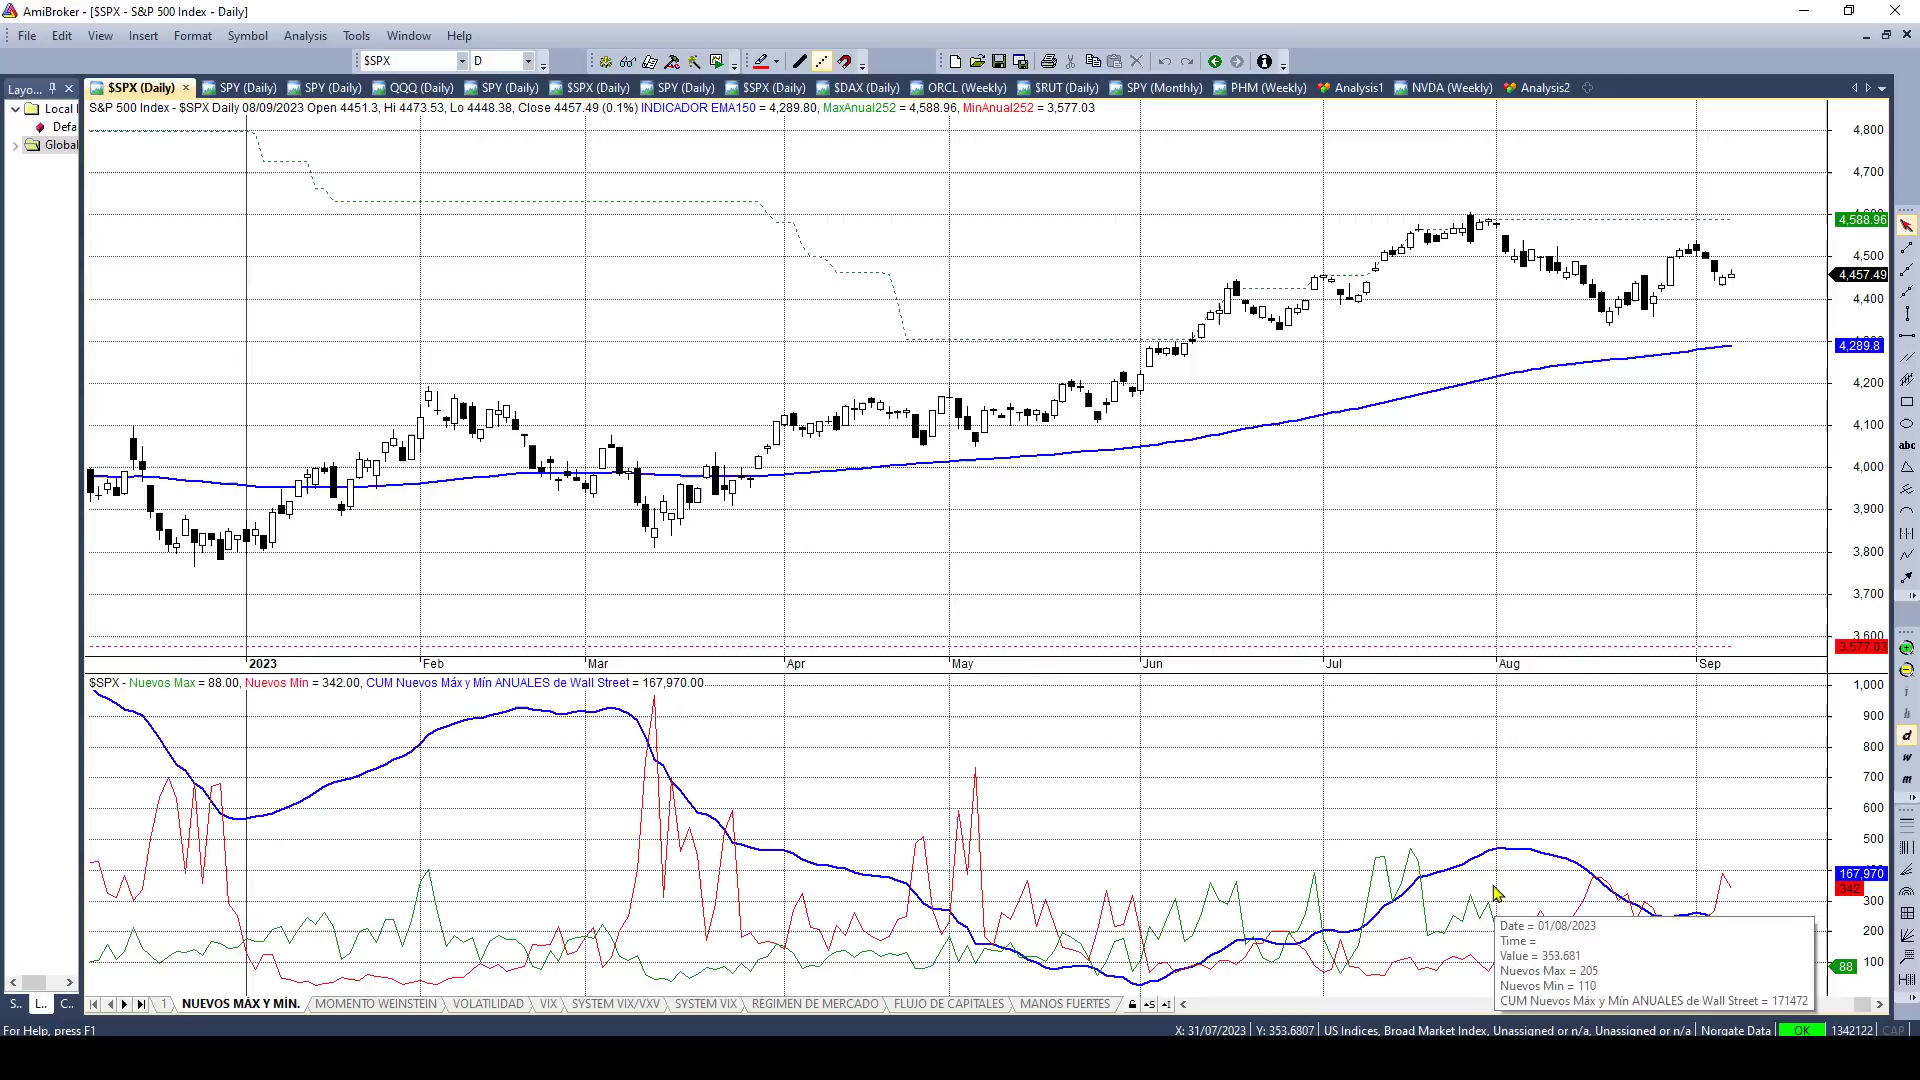 AmiBroker - [$SPX - S&P 500 Index - Daily]
File Edit View Insert Format Symbol Analysis Tools Window Help
$SPX D
Layo...
$SPX (Daily) SPY (Daily) SPY (Daily) QQQ (Daily) SPY (Daily) $SPX (Daily) SPY (Daily) $SPX (Daily) $DAX (Daily) ORCL (Weekly) $RUT (Daily) SPY (Monthly) PHM (Weekly) Analysis1 NVDA (Weekly) Analysis2
Local
Defa
Global
S&P 500 Index - $SPX Daily 08/09/2023 Open 4451.3, Hi 4473.53, Lo 4448.38, Close 4457.49 (0.1%) INDICADOR EMA150 = 4,289.80, MaxAnual252 = 4,588.96, MinAnual252 = 3,577.03
4,800
4,700
4,588.96
4,500
4,457.49
4,400
4,289.8
4,200
4,100
4,000
3,900
3,800
3,700
3,600
3,577.03
abc
2023 Feb Mar Apr May Jun Jul Aug Sep
$SPX - Nuevos Max = 88.00, Nuevos Min = 342.00, CUM Nuevos Máx y Mín ANUALES de Wall Street = 167,970.00
1,000
900
800
700
600
500
167,970
342
300
200
100
88
i
h
d
w
m
Date = 01/08/2023
Time =
Value = 353.681
Nuevos Max = 205
Nuevos Min = 110
CUM Nuevos Máx y Mín ANUALES de Wall Street = 171472
S.. L.. C..
1 NUEVOS MÁX Y MÍN. MOMENTO WEINSTEIN VOLATILIDAD VIX SYSTEM VIX/VXV SYSTEM VIX RÉGIMEN DE MERCADO FLUJO DE CAPITALES MANOS FUERTES
For Help, press F1
X: 31/07/2023 Y: 353.6807 US Indices, Broad Market Index, Unassigned or n/a, Unassigned or n/a Norgate Data OK 1342122 CAP